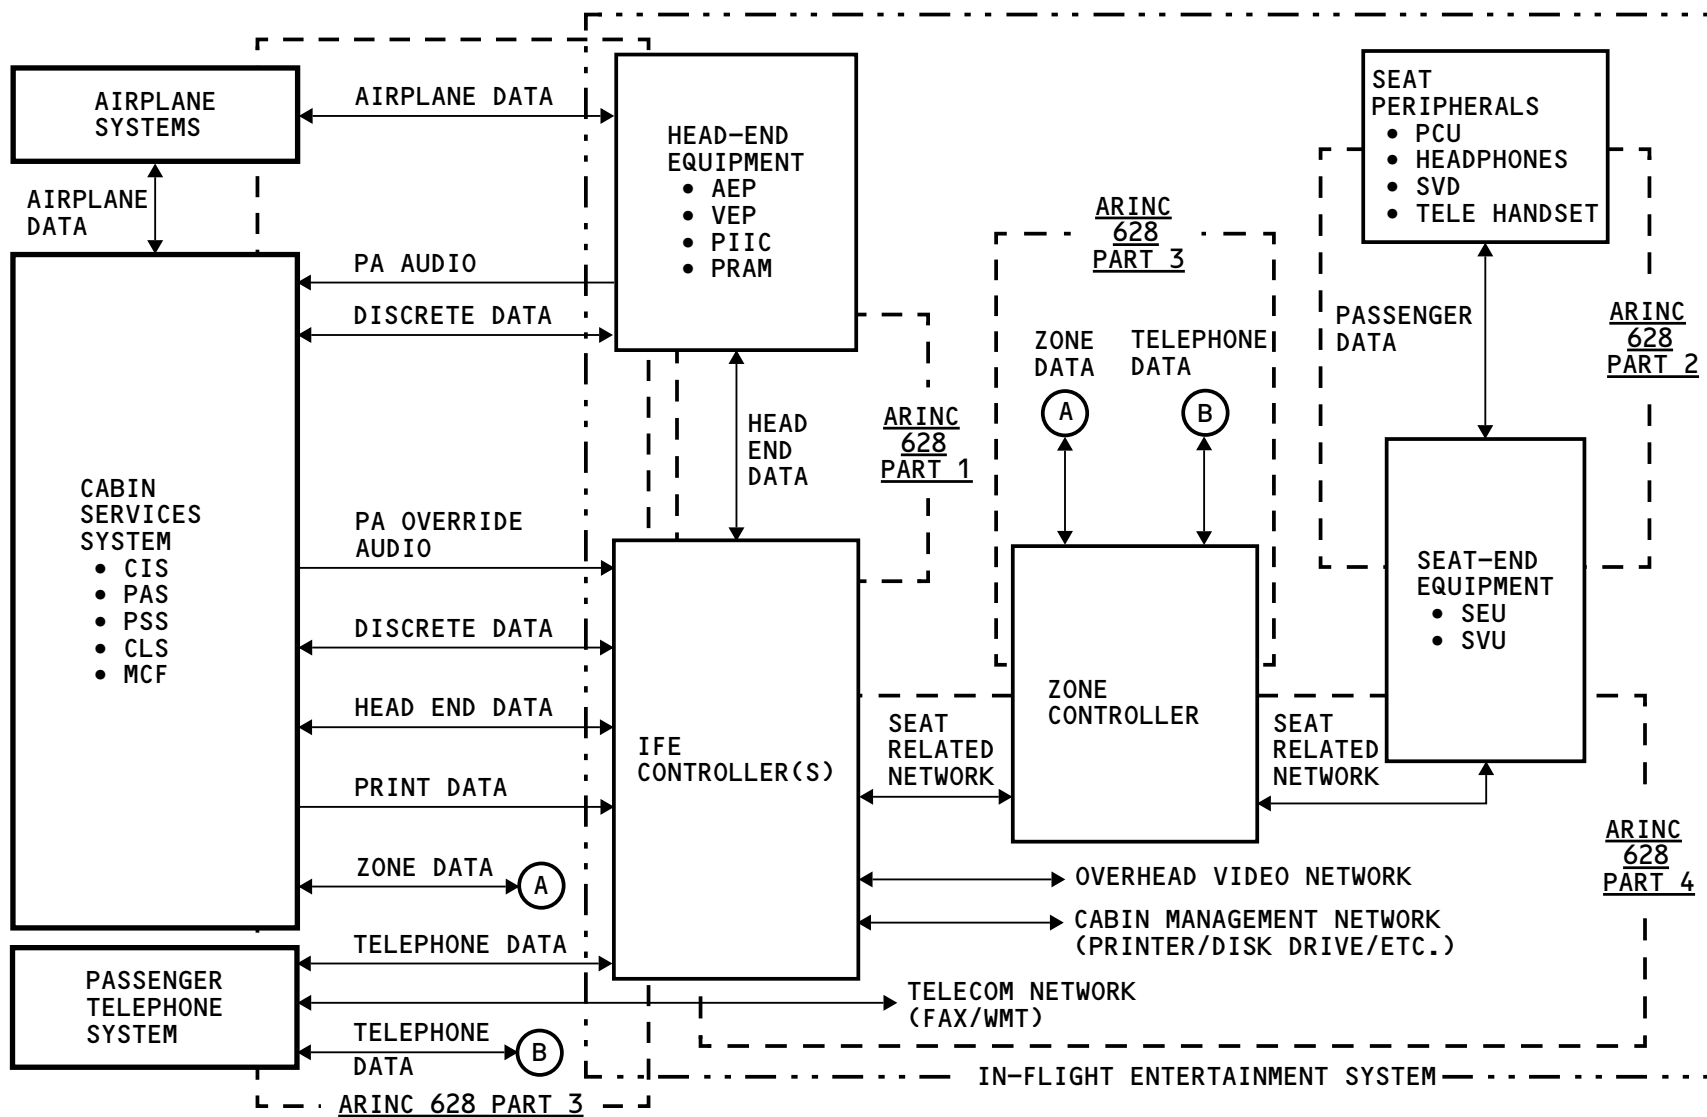 AIRPLANE
SYSTEMS
AIRPLANE DATA
AIRPLANE
DATA
HEAD-END
EQUIPMENT
• AEP
• VEP
• PIIC
• PRAM
SEAT
PERIPHERALS
• PCU
• HEADPHONES
• SVD
• TELE HANDSET
ARINC
628
PART 3
PA AUDIO
DISCRETE DATA
ZONE
DATA
TELEPHONE
DATA
A
B
PASSENGER
DATA
ARINC
628
PART 2
HEAD
END
DATA
ARINC
628
PART 1
CABIN
SERVICES
SYSTEM
• CIS
• PAS
• PSS
• CLS
• MCF
PA OVERRIDE
AUDIO
DISCRETE DATA
HEAD END DATA
PRINT DATA
ZONE DATA
A
IFE
CONTROLLER(S)
SEAT
RELATED
NETWORK
ZONE
CONTROLLER
SEAT
RELATED
NETWORK
SEAT-END
EQUIPMENT
• SEU
• SVU
ARINC
628
PART 4
OVERHEAD VIDEO NETWORK
CABIN MANAGEMENT NETWORK
(PRINTER/DISK DRIVE/ETC.)
PASSENGER
TELEPHONE
SYSTEM
TELEPHONE DATA
TELECOM NETWORK
(FAX/WMT)
TELEPHONE
DATA
B
IN-FLIGHT ENTERTAINMENT SYSTEM
ARINC 628 PART 3